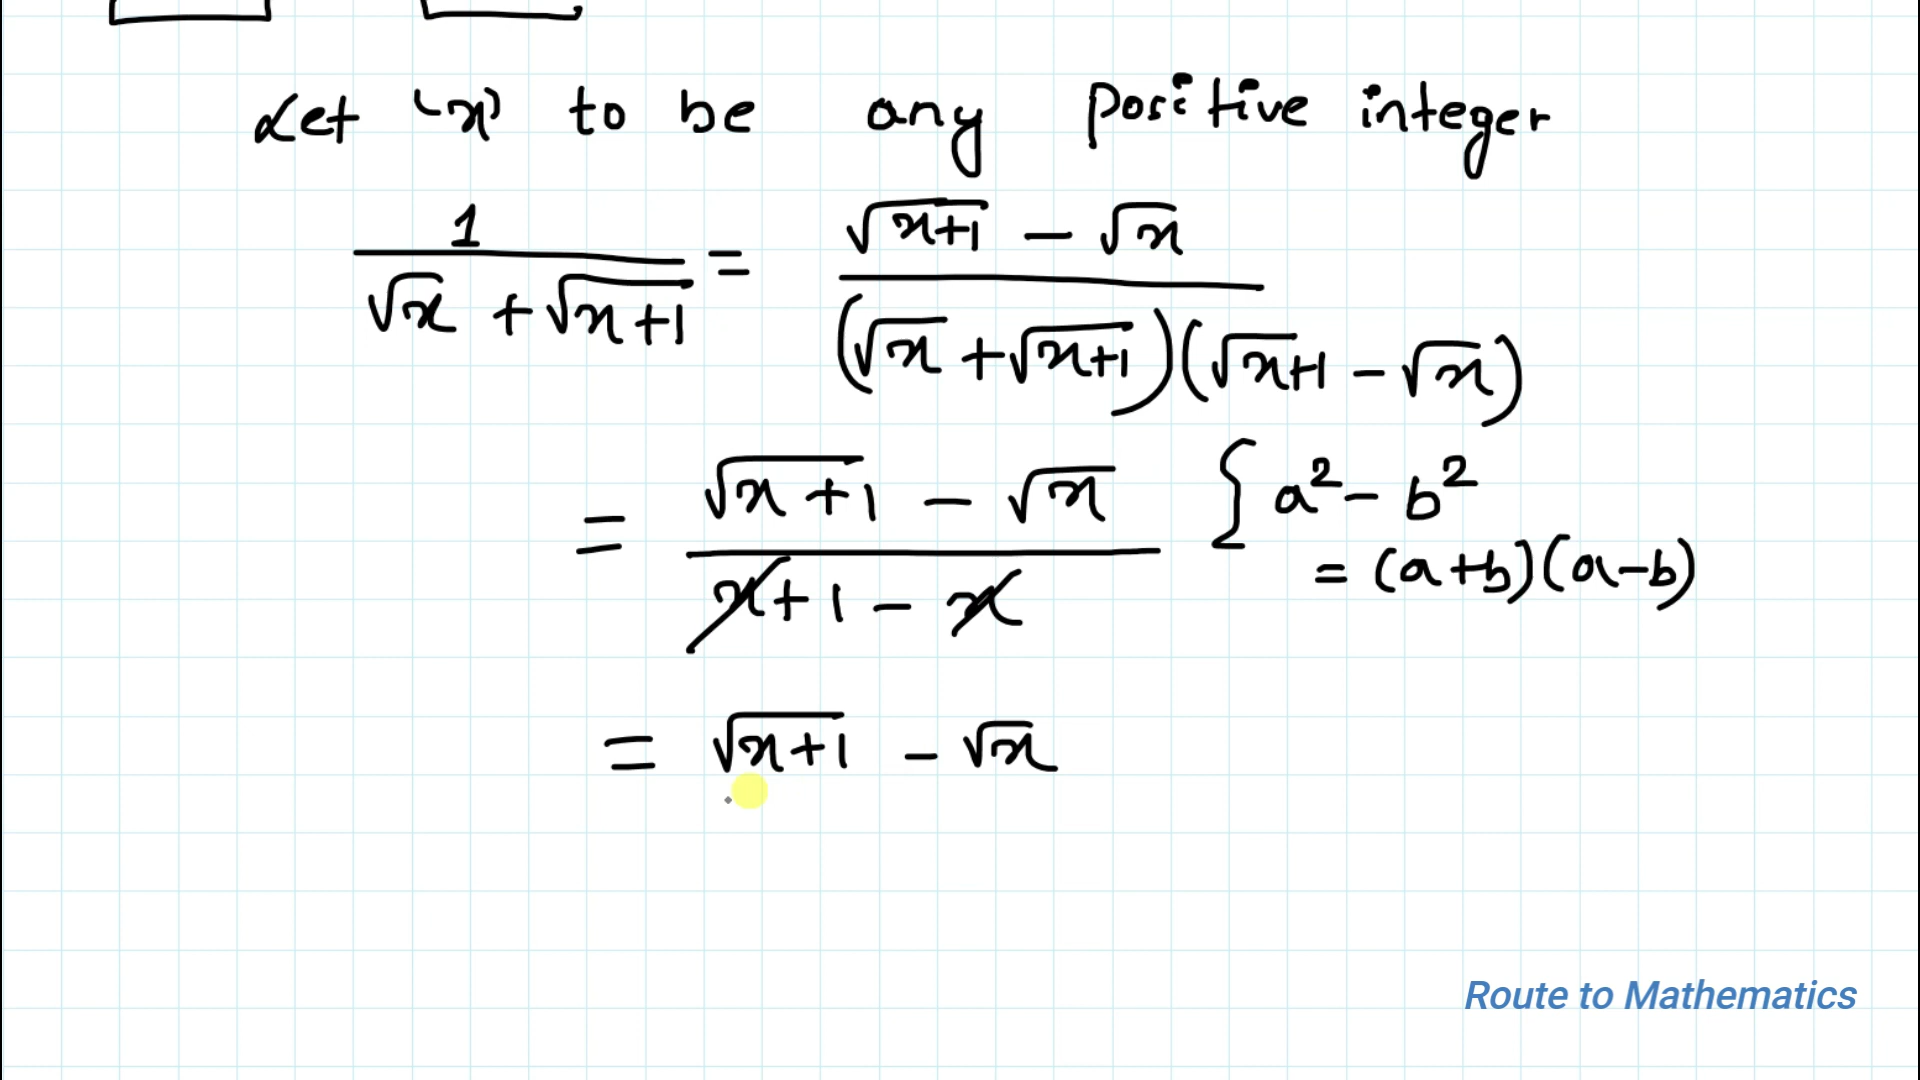 Let 'x' to be any positive integer
1/(√x + √(x+1)) = (√(x+1) - √x)/((√x + √(x+1))(√x+1 - √x))
= (√(x+1) - √x)/(x+1-x) { a² - b²
= (a+b)(a-b)
= √(x+1) - √x
Route to Mathematics